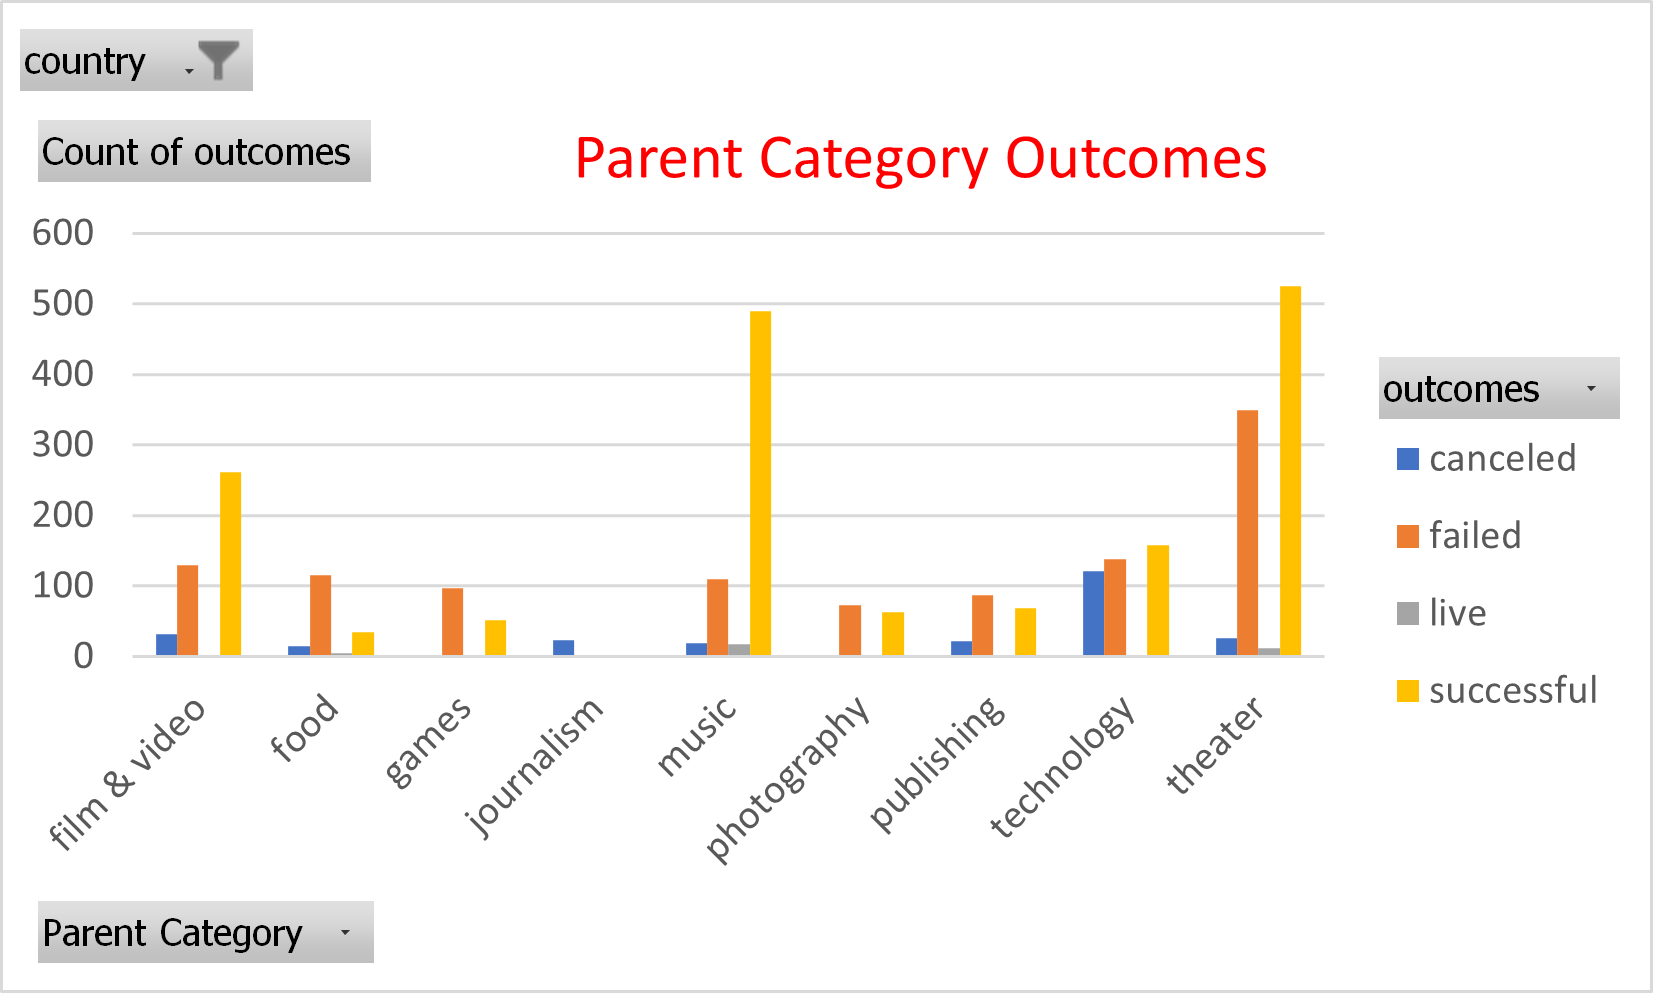 country
Count of outcomes
Parent Category Outcomes
600
500
400
300
200
100
0
film & video
food
games
journalism
music
photography
publishing
technology
theater
outcomes
canceled
failed
live
successful
Parent Category